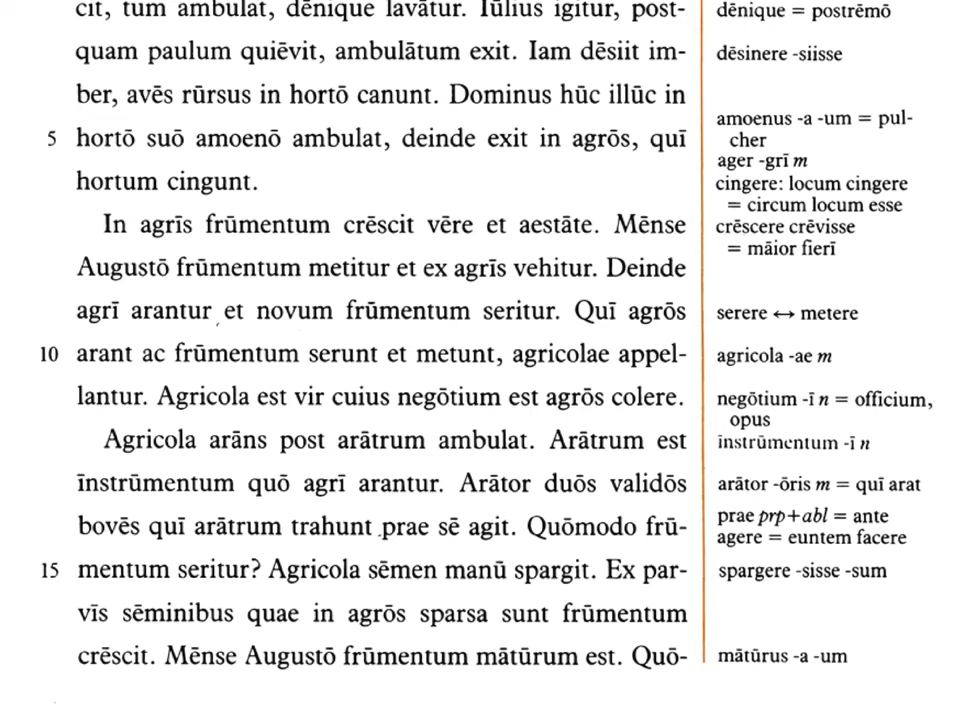 cit, tum ambulat, dēnique lavātur. Iūlius igitur, post-
quam paulum quiēvit, ambulātum exit. Iam dēsiit im-
ber, avēs rūrsus in hortō canunt. Dominus hūc illūc in
5 hortō suō amoenō ambulat, deinde exit in agrōs, quī
hortum cingunt.
In agrīs frūmentum crēscit vēre et aestāte. Mēnse
Augustō frūmentum metitur et ex agrīs vehitur. Deinde
agrī arantur et novum frūmentum seritur. Quī agrōs
10 arant ac frūmentum serunt et metunt, agricolae appel-
lantur. Agricola est vir cuius negōtium est agrōs colere.
Agricola arāns post arātrum ambulat. Arātrum est
īnstrūmentum quō agrī arantur. Arātor duōs validōs
bovēs quī arātrum trahunt prae sē agit. Quōmodo frū-
15 mentum seritur? Agricola sēmen manū spargit. Ex par-
vīs sēminibus quae in agrōs sparsa sunt frūmentum
crēscit. Mēnse Augustō frūmentum mātūrum est. Quō-
dēnique = postrēmō
dēsinere -siisse
amoenus -a -um = pul-
cher
ager -grī m
cingere: locum cingere
= circum locum esse
crēscere crēvisse
= māior fierī
serere ↔ metere
agricola -ae m
negōtium -ī n = officium,
opus
īnstrūmentum -ī n
arātor -ōris m = quī arat
prae prp+abl = ante
agere = euntem facere
spargere -sisse -sum
mātūrus -a -um